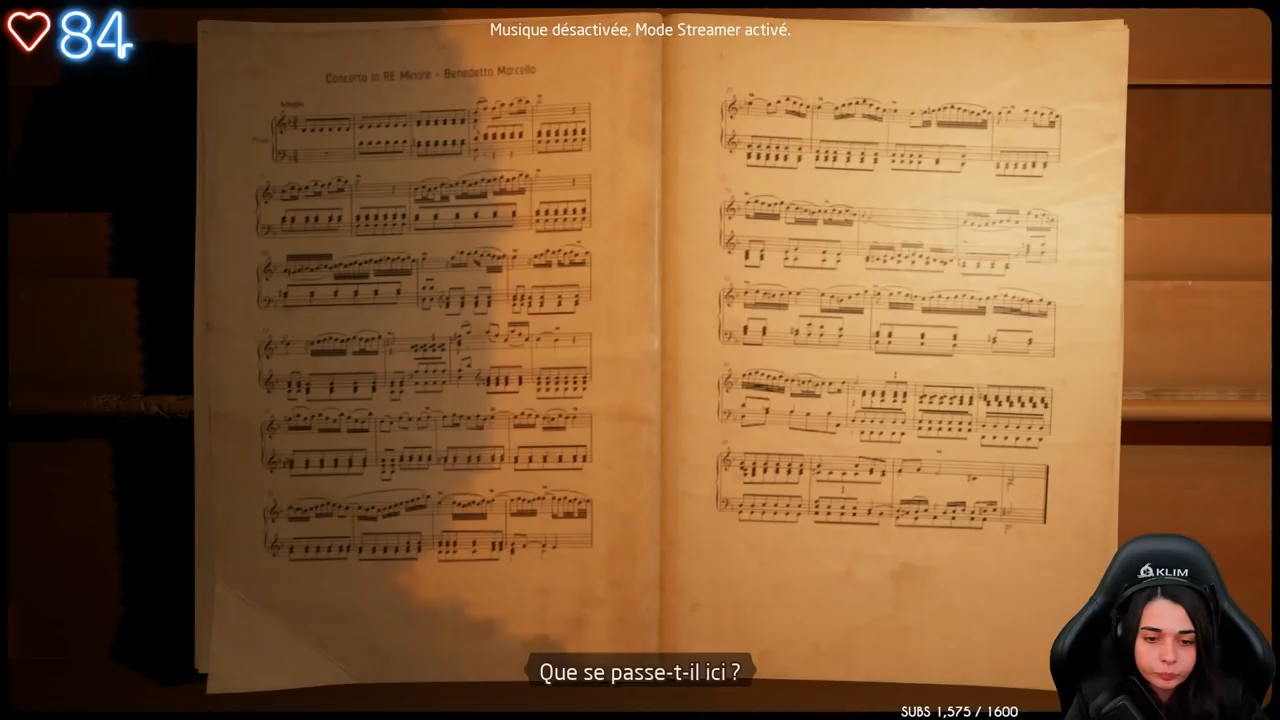 84
Musique désactivée, Mode Streamer activé.
Concerto in RE Minore - Benedetto Marcello
Adagio
Que se passe-t-il ici ?
KLIM
SUBS 1,575 / 1600